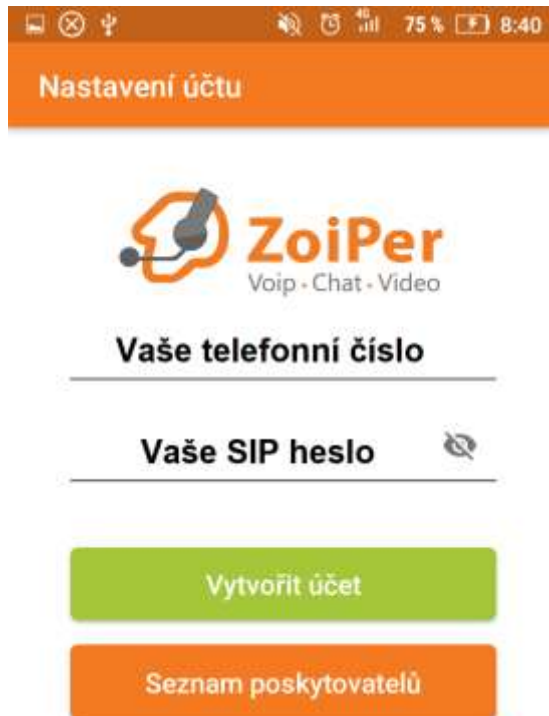 4G 75 % 8:40
Nastavení účtu
ZoiPer
Voip - Chat - Video
Vaše telefonní číslo
Vaše SIP heslo
Vytvořit účet
Seznam poskytovatelů